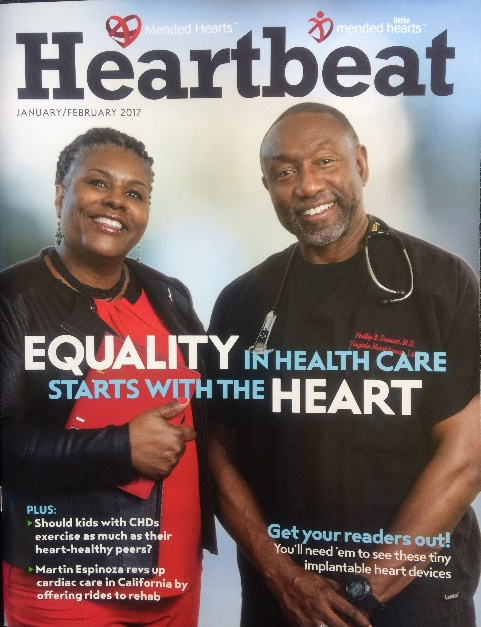 Mended Hearts™
little
mended hearts™
Heartbeat
JANUARY/FEBRUARY 2017
Phillip B. Duncan, M.D.
EQUALITY IN HEALTH CARE
STARTS WITH THE HEART
PLUS:
Should kids with CHDs
exercise as much as their
heart-healthy peers?
Martin Espinoza revs up
cardiac care in California by
offering rides to rehab
Get your readers out!
You'll need 'em to see these tiny
implantable heart devices